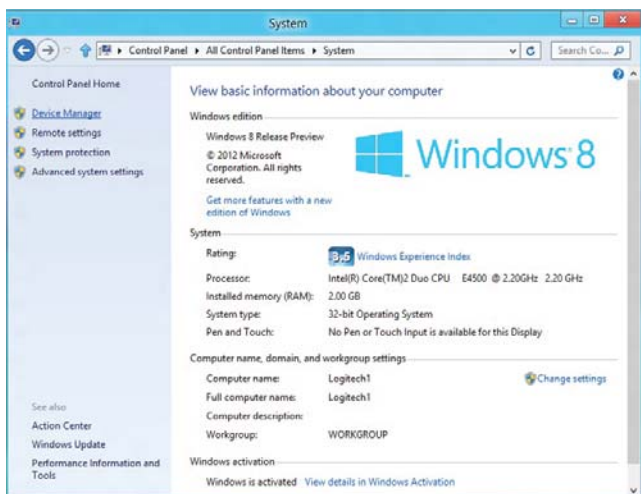 System
Control Panel ▸ All Control Panel Items ▸ System
Search Co...
Control Panel Home
Device Manager
Remote settings
System protection
Advanced system settings
See also
Action Center
Windows Update
Performance Information and
Tools
View basic information about your computer
Windows edition
Windows 8 Release Preview
© 2012 Microsoft
Corporation. All rights
reserved.
Get more features with a new
edition of Windows
Windows 8
System
Rating: 3,6 Windows Experience Index
Processor: Intel(R) Core(TM)2 Duo CPU E4500 @ 2.20GHz 2.20 GHz
Installed memory (RAM): 2.00 GB
System type: 32-bit Operating System
Pen and Touch: No Pen or Touch Input is available for this Display
Computer name, domain, and workgroup settings
Computer name: Logitech1 Change settings
Full computer name: Logitech1
Computer description:
Workgroup: WORKGROUP
Windows activation
Windows is activated View details in Windows Activation